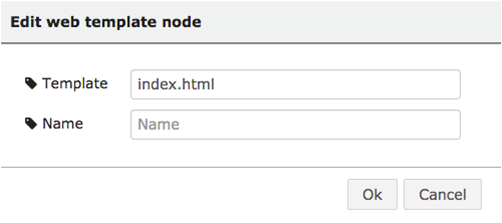 Edit web template node
Template index.html
Name Name
Ok Cancel